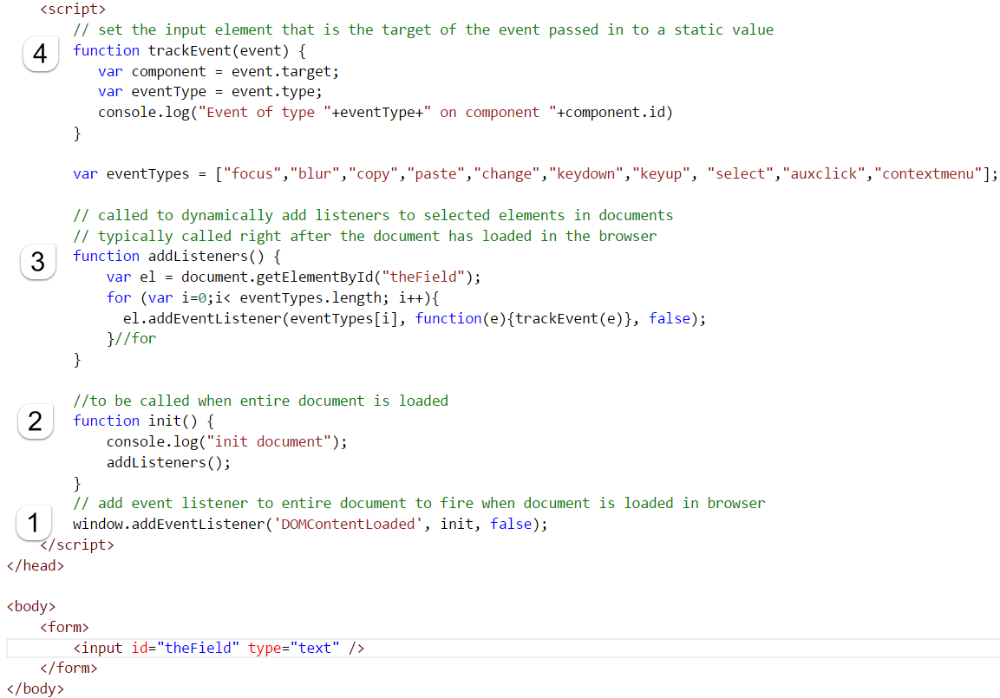 <script>
// set the input element that is the target of the event passed in to a static value
4
function trackEvent(event) {
var component = event.target;
var eventType = event.type;
console.log("Event of type "+eventType+" on component "+component.id)
}
var eventTypes = ["focus","blur","copy","paste","change","keydown","keyup", "select","auxclick","contextmenu"];
// called to dynamically add listeners to selected elements in documents
// typically called right after the document has loaded in the browser
3
function addListeners() {
var el = document.getElementById("theField");
for (var i=0;i< eventTypes.length; i++){
el.addEventListener(eventTypes[i], function(e){trackEvent(e)}, false);
}//for
}
//to be called when entire document is loaded
2
function init() {
console.log("init document");
addListeners();
}
// add event listener to entire document to fire when document is loaded in browser
1
window.addEventListener('DOMContentLoaded', init, false);
</script>
</head>
<body>
<form>
<input id="theField" type="text" />
</form>
</body>